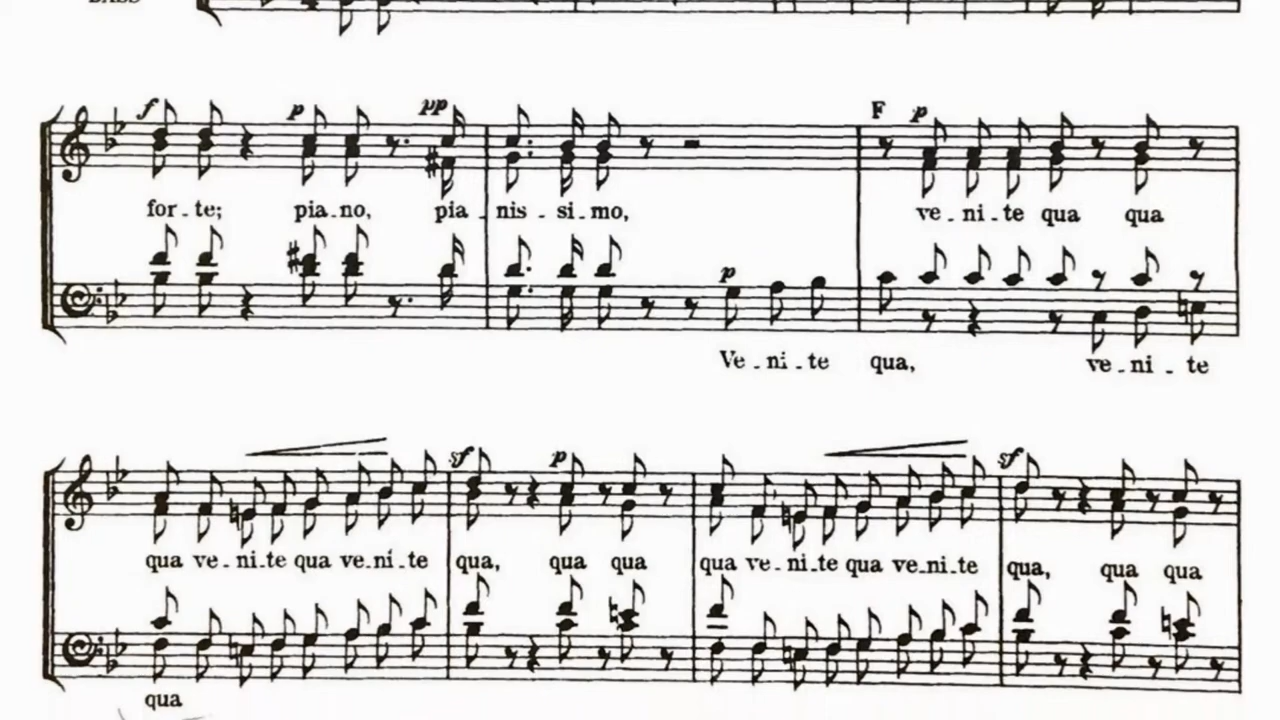 BASS
f p pp F p
for - te; pia - no, pia - nis - si - mo, ve - ni - te qua qua
p
Ve - ni - te qua, ve - ni - te
sf p sf
qua ve - ni - te qua ve - ni - te qua, qua qua qua ve - ni - te qua ve - ni - te qua, qua qua
qua